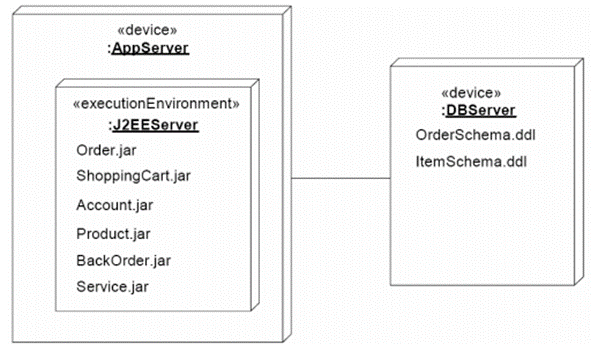 «device»
:AppServer
«executionEnvironment»
:J2EEServer
Order.jar
ShoppingCart.jar
Account.jar
Product.jar
BackOrder.jar
Service.jar
«device»
:DBServer
OrderSchema.ddl
ItemSchema.ddl